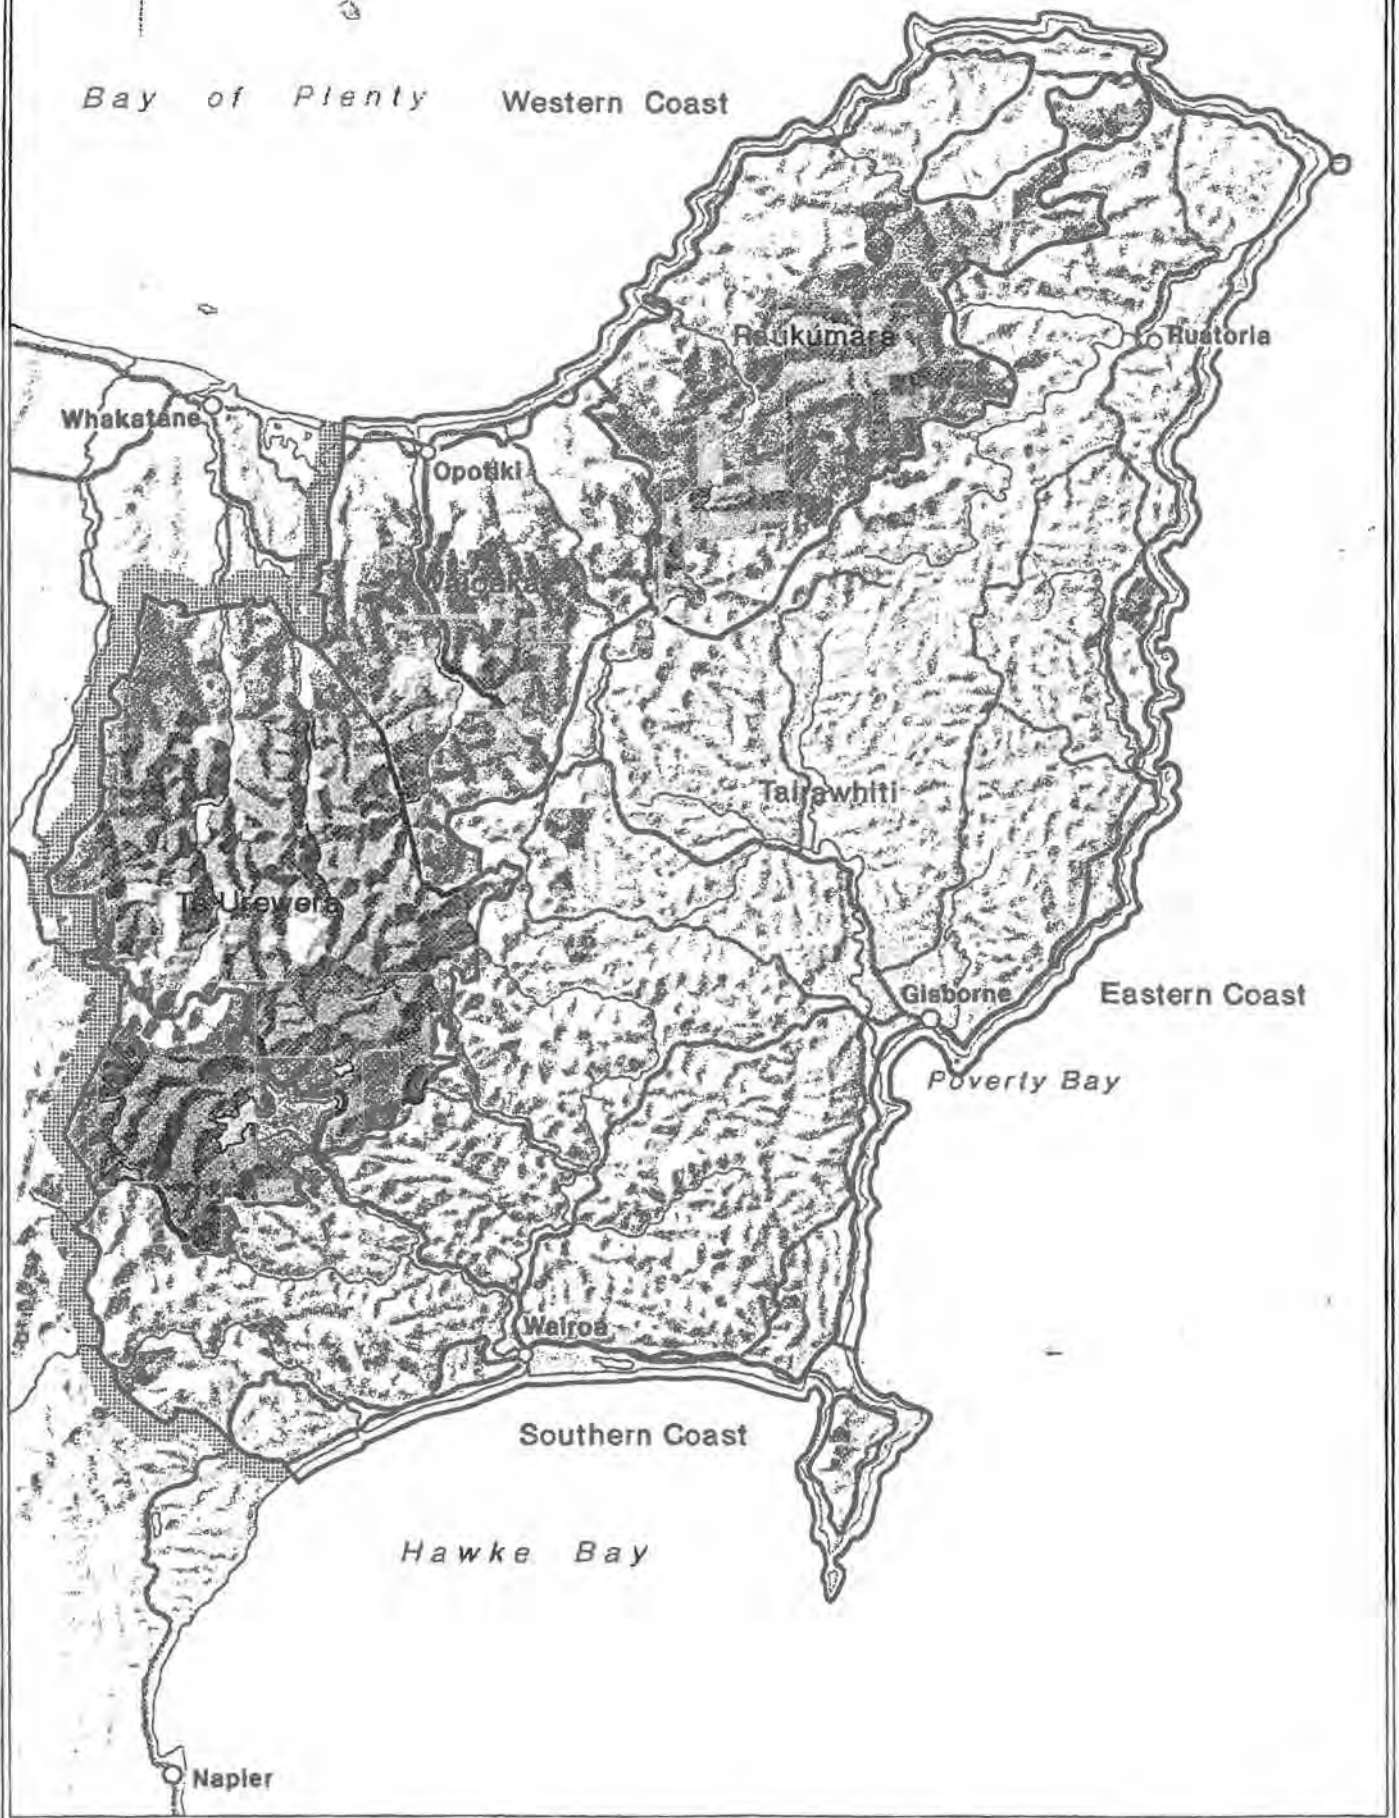 Bay of Plenty
Western Coast
Raukumara
Ruatoria
Whakatane
Opotiki
Waioeka
Tairawhiti
Te Urewera
Gisborne
Eastern Coast
Poverty Bay
Wairoa
Southern Coast
Hawke Bay
Napier